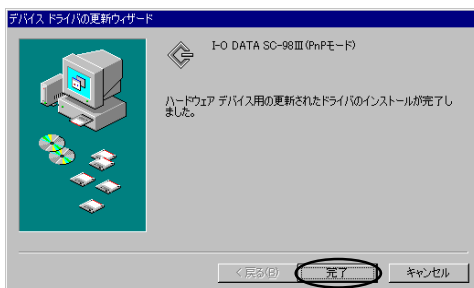 デバイス ドライバの更新ウィザード
I-O DATA SC-98Ⅲ(PnPモード)
ハードウェア デバイス用の更新されたドライバのインストールが完了し
ました。
< 戻る(B)
完了
キャンセル